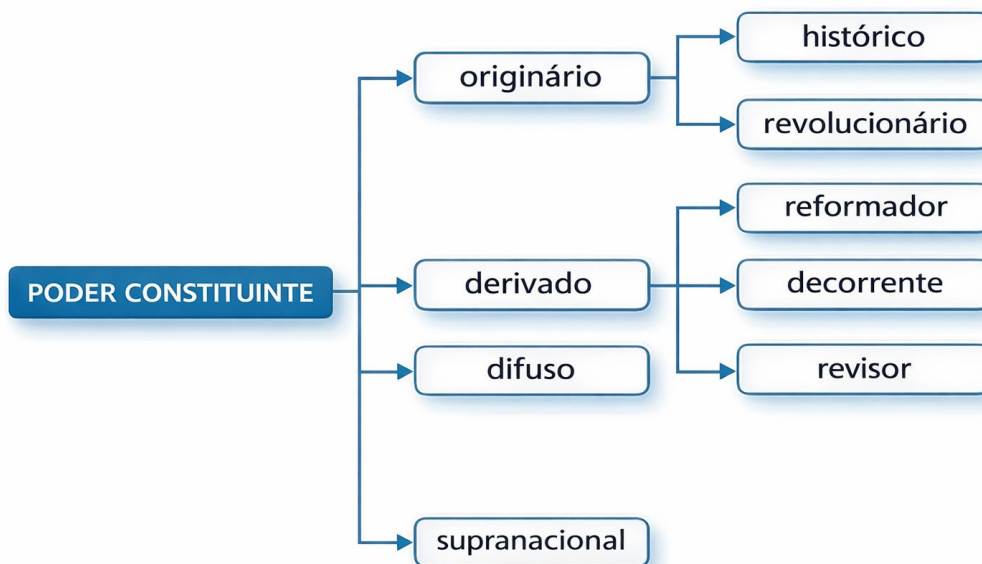 PODER CONSTITUINTE
originário
histórico
revolucionário
derivado
reformador
decorrente
revisor
difuso
supranacional